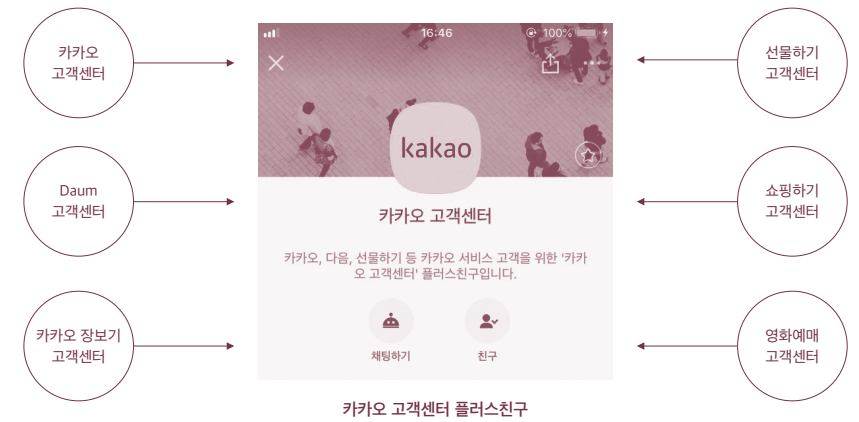 카카오
고객센터
Daum
고객센터
카카오 장보기
고객센터
16:46
100%
kakao
카카오 고객센터
카카오, 다음, 선물하기 등 카카오 서비스 고객을 위한 '카카
오 고객센터' 플러스친구입니다.
채팅하기
친구
카카오 고객센터 플러스친구
선물하기
고객센터
쇼핑하기
고객센터
영화예매
고객센터